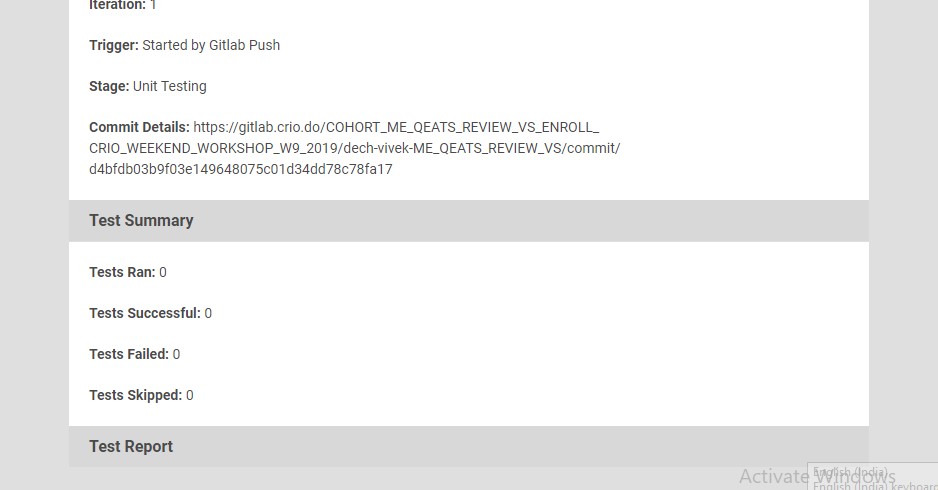 Iteration: 1
Trigger: Started by Gitlab Push
Stage: Unit Testing
Commit Details: https://gitlab.crio.do/COHORT_ME_QEATS_REVIEW_VS_ENROLL_
CRIO_WEEKEND_WORKSHOP_W9_2019/dech-vivek-ME_QEATS_REVIEW_VS/commit/
d4bfdb03b9f03e149648075c01d34dd78c78fa17
Test Summary
Tests Ran: 0
Tests Successful: 0
Tests Failed: 0
Tests Skipped: 0
Test Report
Activate Windows
English (India)
English (India) keyboard